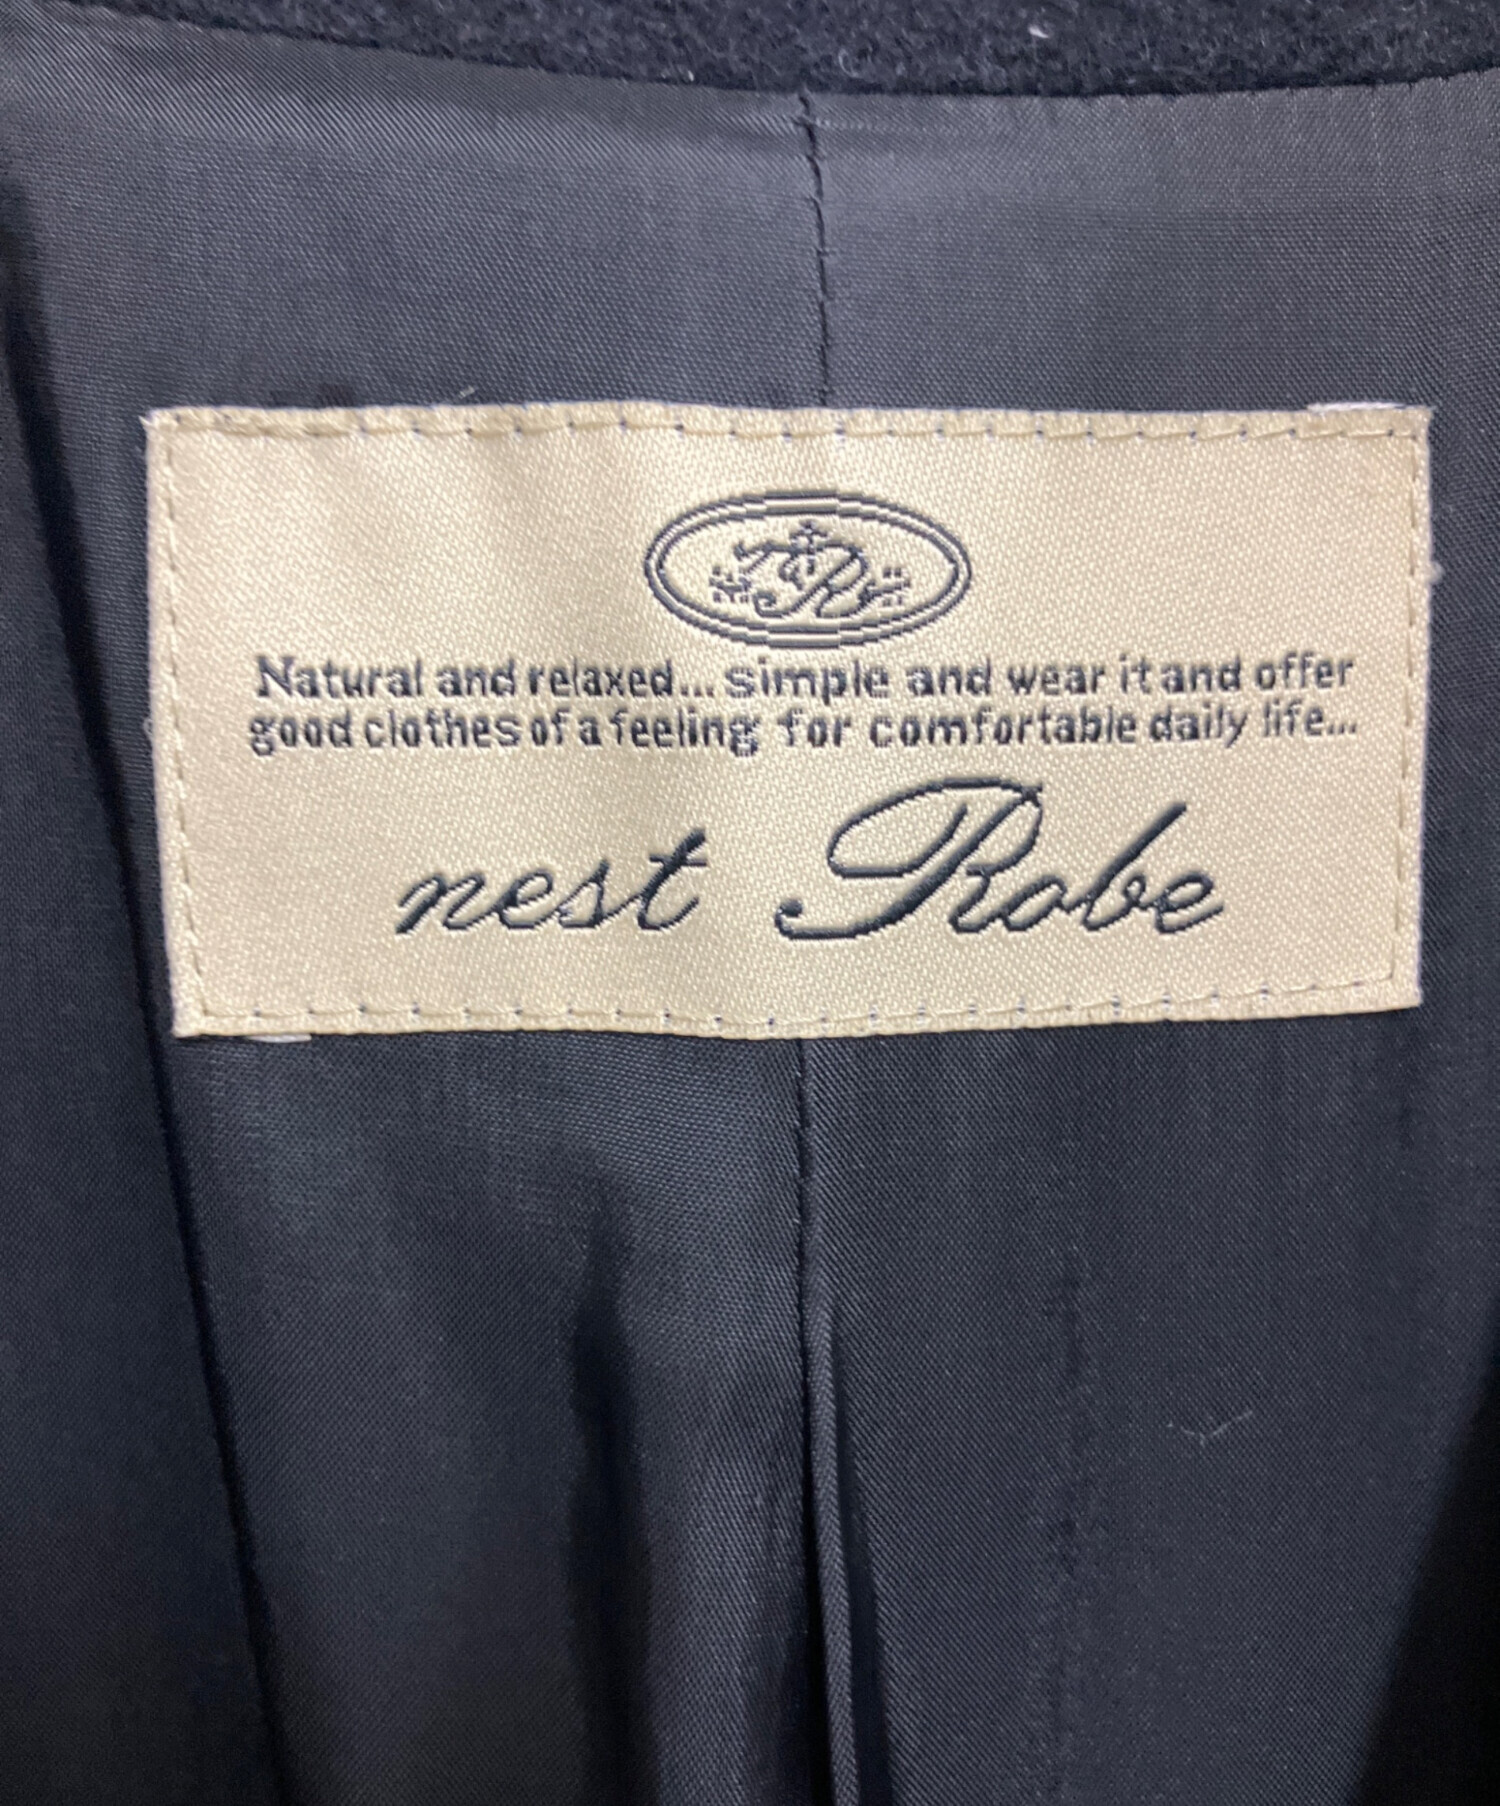 Natural and relaxed... simple and wear it and offer
good clothes of a feeling for comfortable daily life...
nest Robe